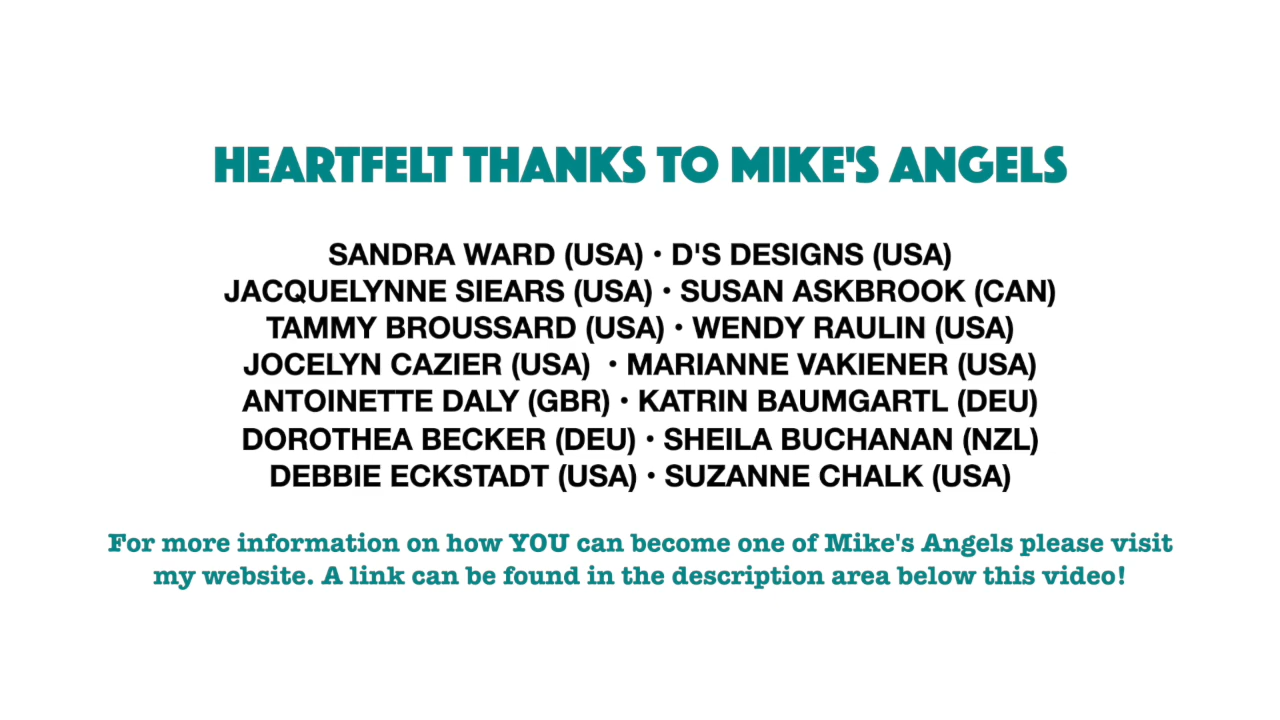 HEARTFELT THANKS TO MIKE'S ANGELS
SANDRA WARD (USA) • D'S DESIGNS (USA)
JACQUELYNNE SIEARS (USA) • SUSAN ASKBROOK (CAN)
TAMMY BROUSSARD (USA) • WENDY RAULIN (USA)
JOCELYN CAZIER (USA) • MARIANNE VAKIENER (USA)
ANTOINETTE DALY (GBR) • KATRIN BAUMGARTL (DEU)
DOROTHEA BECKER (DEU) • SHEILA BUCHANAN (NZL)
DEBBIE ECKSTADT (USA) • SUZANNE CHALK (USA)
For more information on how YOU can become one of Mike's Angels please visit
my website. A link can be found in the description area below this video!